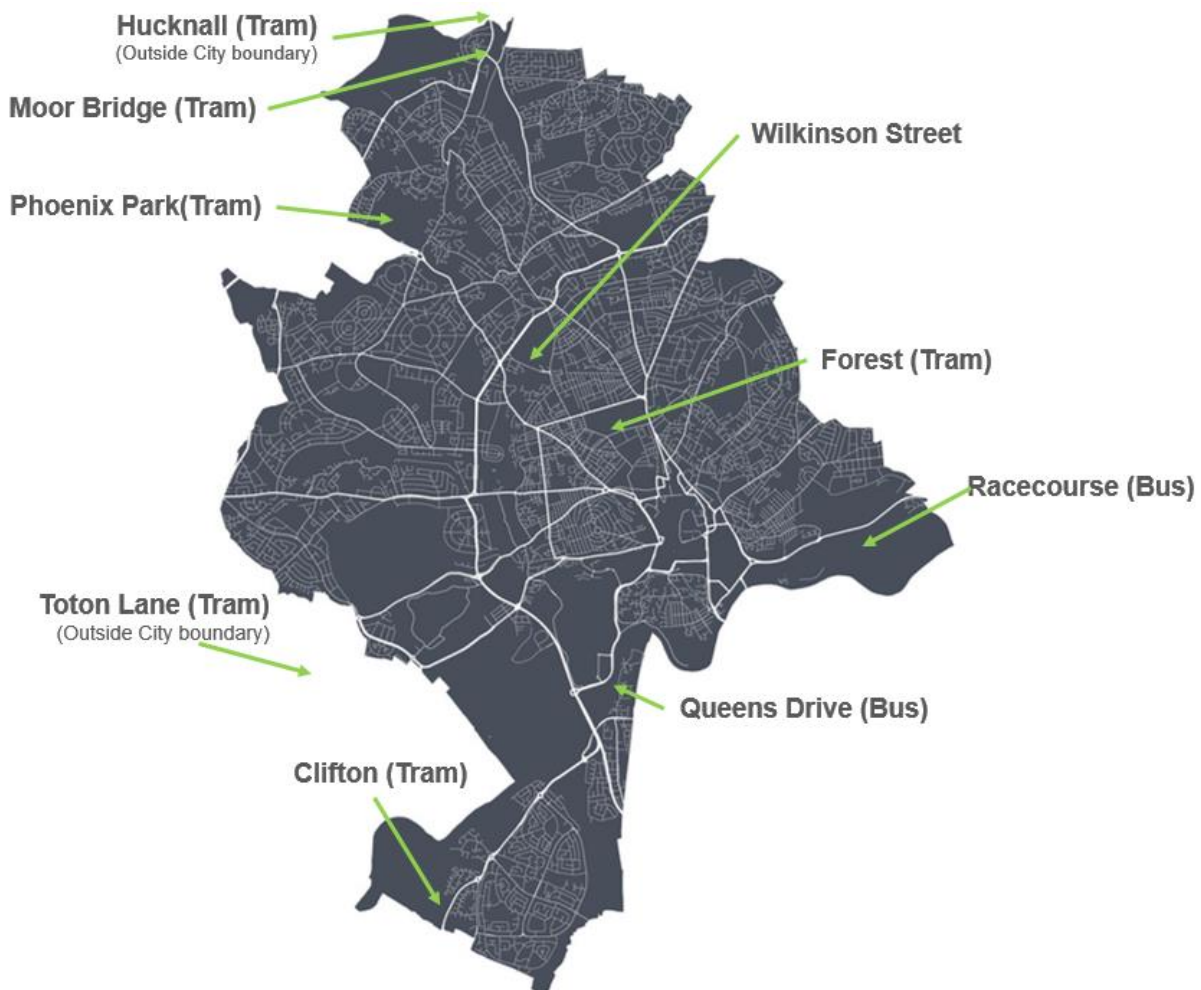 Hucknall (Tram)
(Outside City boundary)
Moor Bridge (Tram)
Wilkinson Street
Phoenix Park(Tram)
Forest (Tram)
Racecourse (Bus)
Toton Lane (Tram)
(Outside City boundary)
Queens Drive (Bus)
Clifton (Tram)